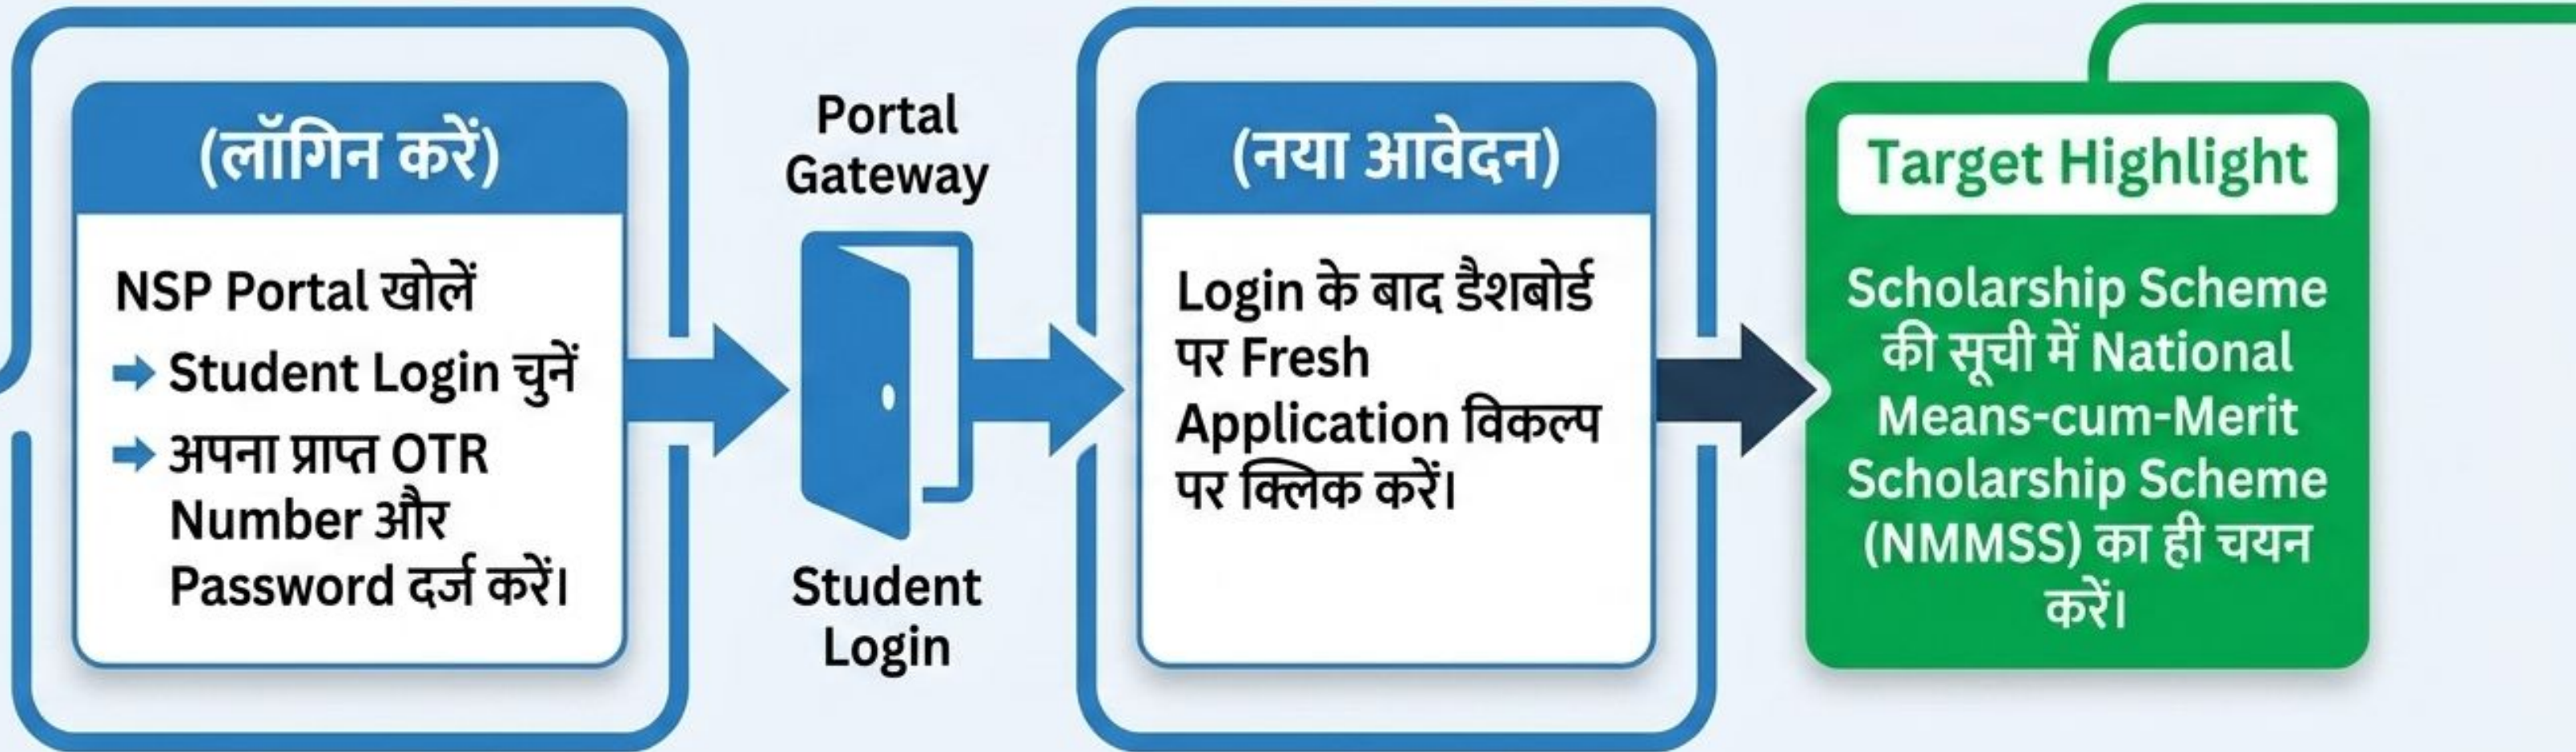 (लॉगिन करें)
NSP Portal खोलें
Student Login चुनें
अपना प्राप्त OTR
Number और
Password दर्ज करें।
Portal
Gateway
Student
Login
(नया आवेदन)
Login के बाद डैशबोर्ड
पर Fresh
Application विकल्प
पर क्लिक करें।
Target Highlight
Scholarship Scheme
की सूची में National
Means-cum-Merit
Scholarship Scheme
(NMMSS) का ही चयन
करें।